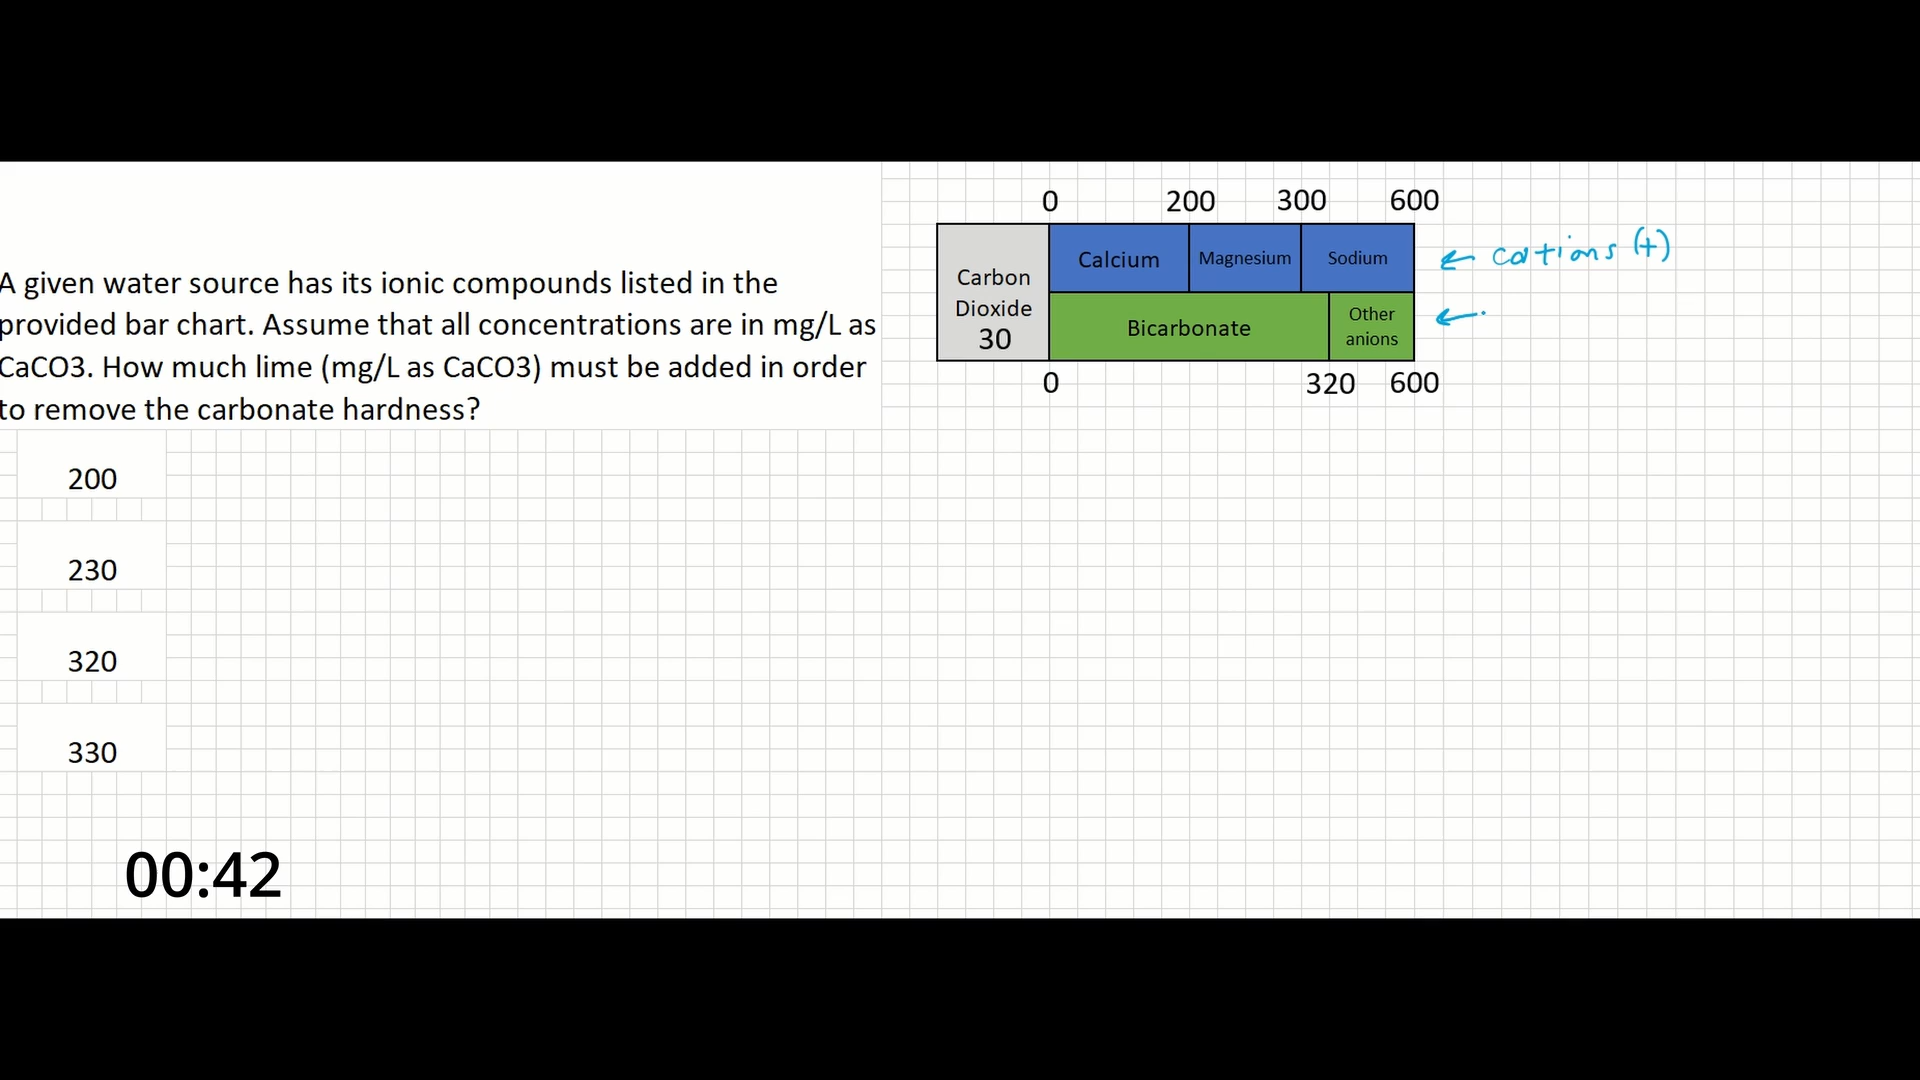 A given water source has its ionic compounds listed in the
provided bar chart. Assume that all concentrations are in mg/L as
CaCO3. How much lime (mg/L as CaCO3) must be added in order
to remove the carbonate hardness?
200
230
320
330
00:42
0 200 300 600
Carbon
Dioxide
30
Calcium Magnesium Sodium
Bicarbonate Other
anions
0 320 600
← cations (+)
←